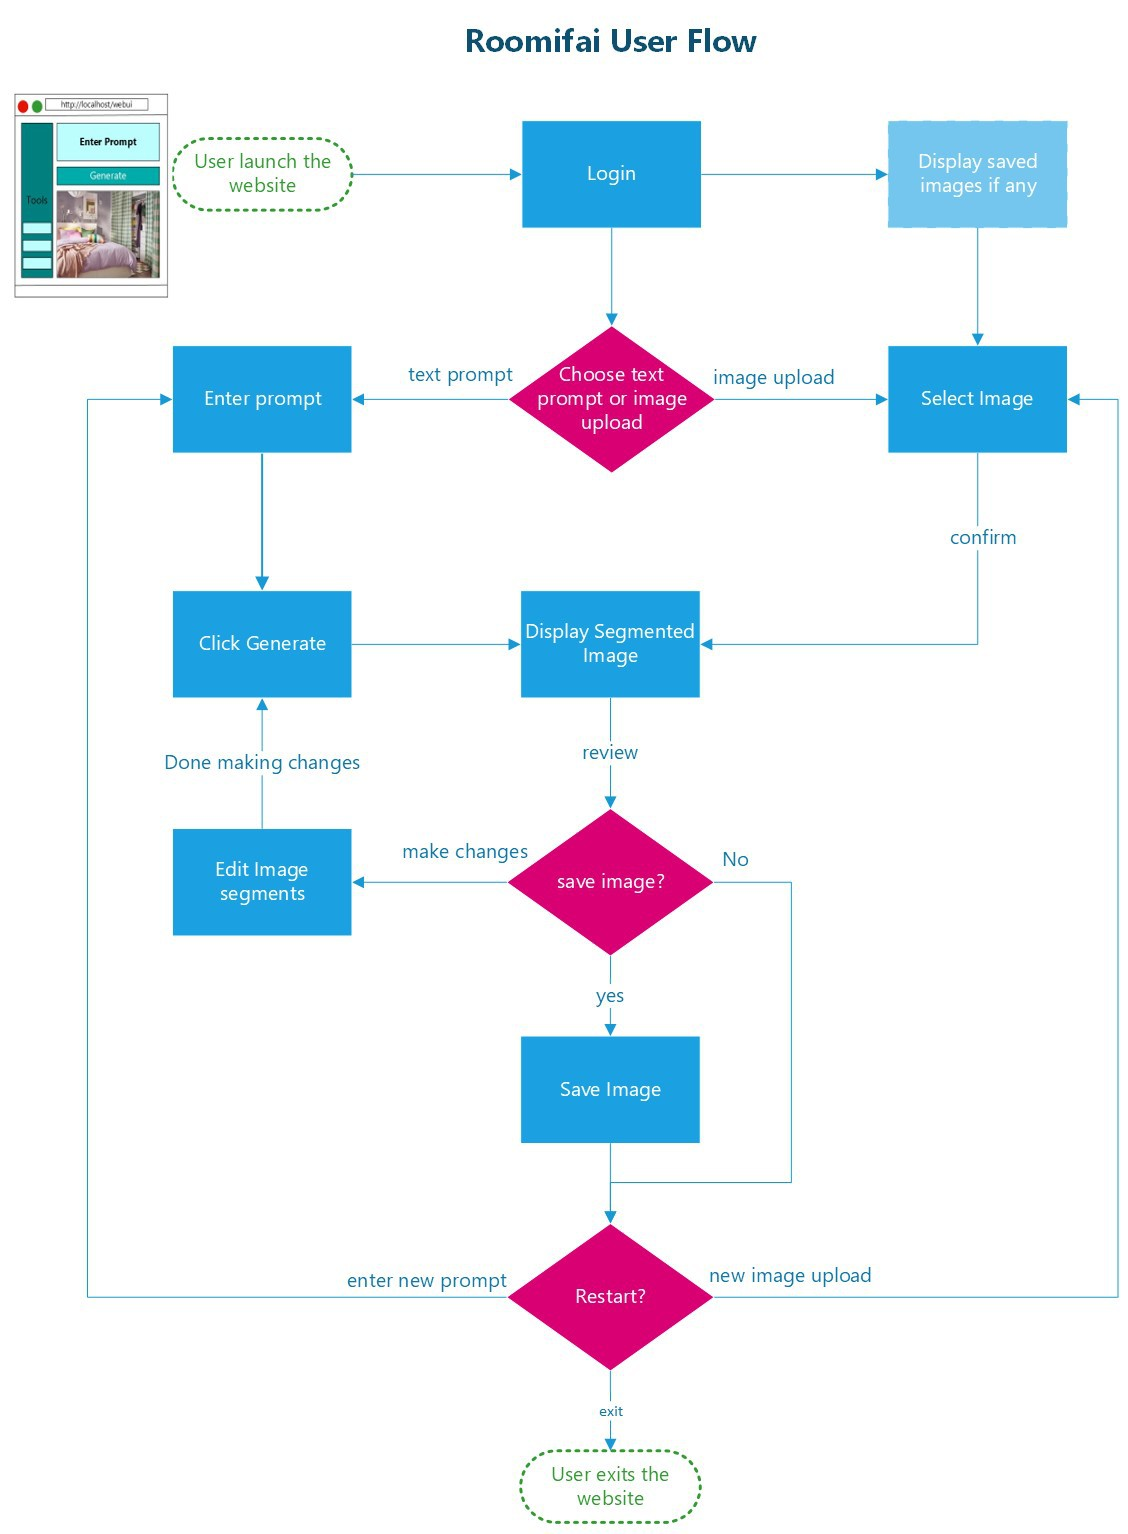 Roomifai User Flow
http://localhost/webui
Enter Prompt
Generate
Tools
User launch the
website
Login
Display saved
images if any
Enter prompt
text prompt
Choose text
prompt or image
upload
image upload
Select Image
confirm
Click Generate
Display Segmented
Image
review
Done making changes
Edit Image
segments
make changes
save image?
No
yes
Save Image
enter new prompt
Restart?
new image upload
exit
User exits the
website